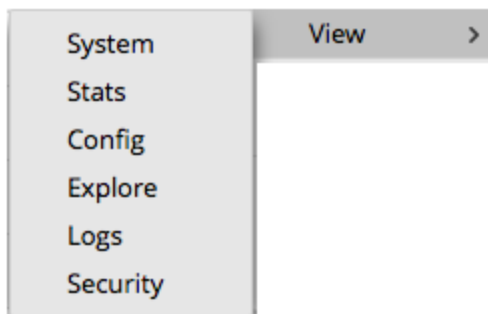 View
System
Stats
Config
Explore
Logs
Security